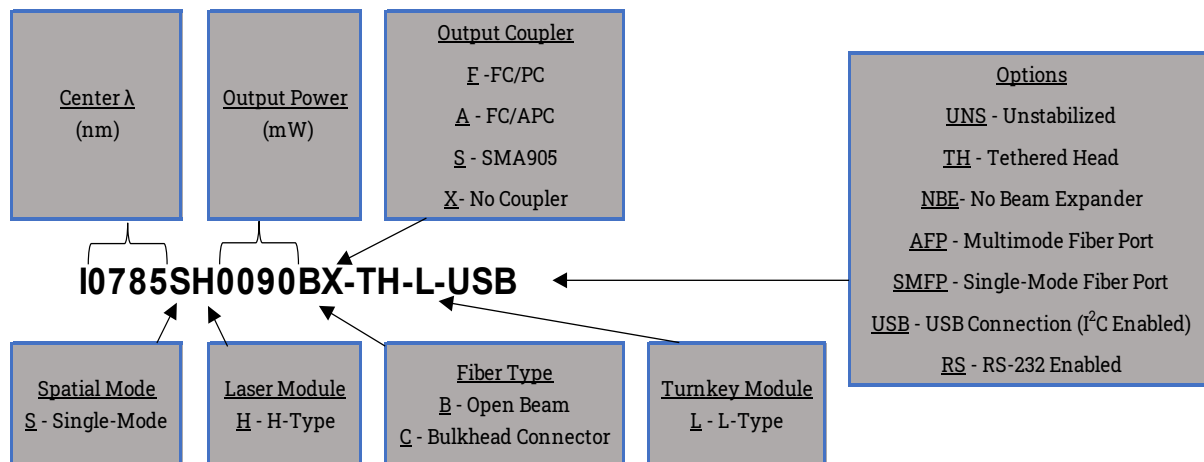 Center λ
(nm)
Output Power
(mW)
Output Coupler
F -FC/PC
A - FC/APC
S - SMA905
X- No Coupler
Options
UNS - Unstabilized
TH - Tethered Head
NBE- No Beam Expander
AFP - Multimode Fiber Port
SMFP - Single-Mode Fiber Port
USB - USB Connection (I²C Enabled)
RS - RS-232 Enabled
I0785SH0090BX-TH-L-USB
Spatial Mode
S - Single-Mode
Laser Module
H - H-Type
Fiber Type
B - Open Beam
C - Bulkhead Connector
Turnkey Module
L - L-Type